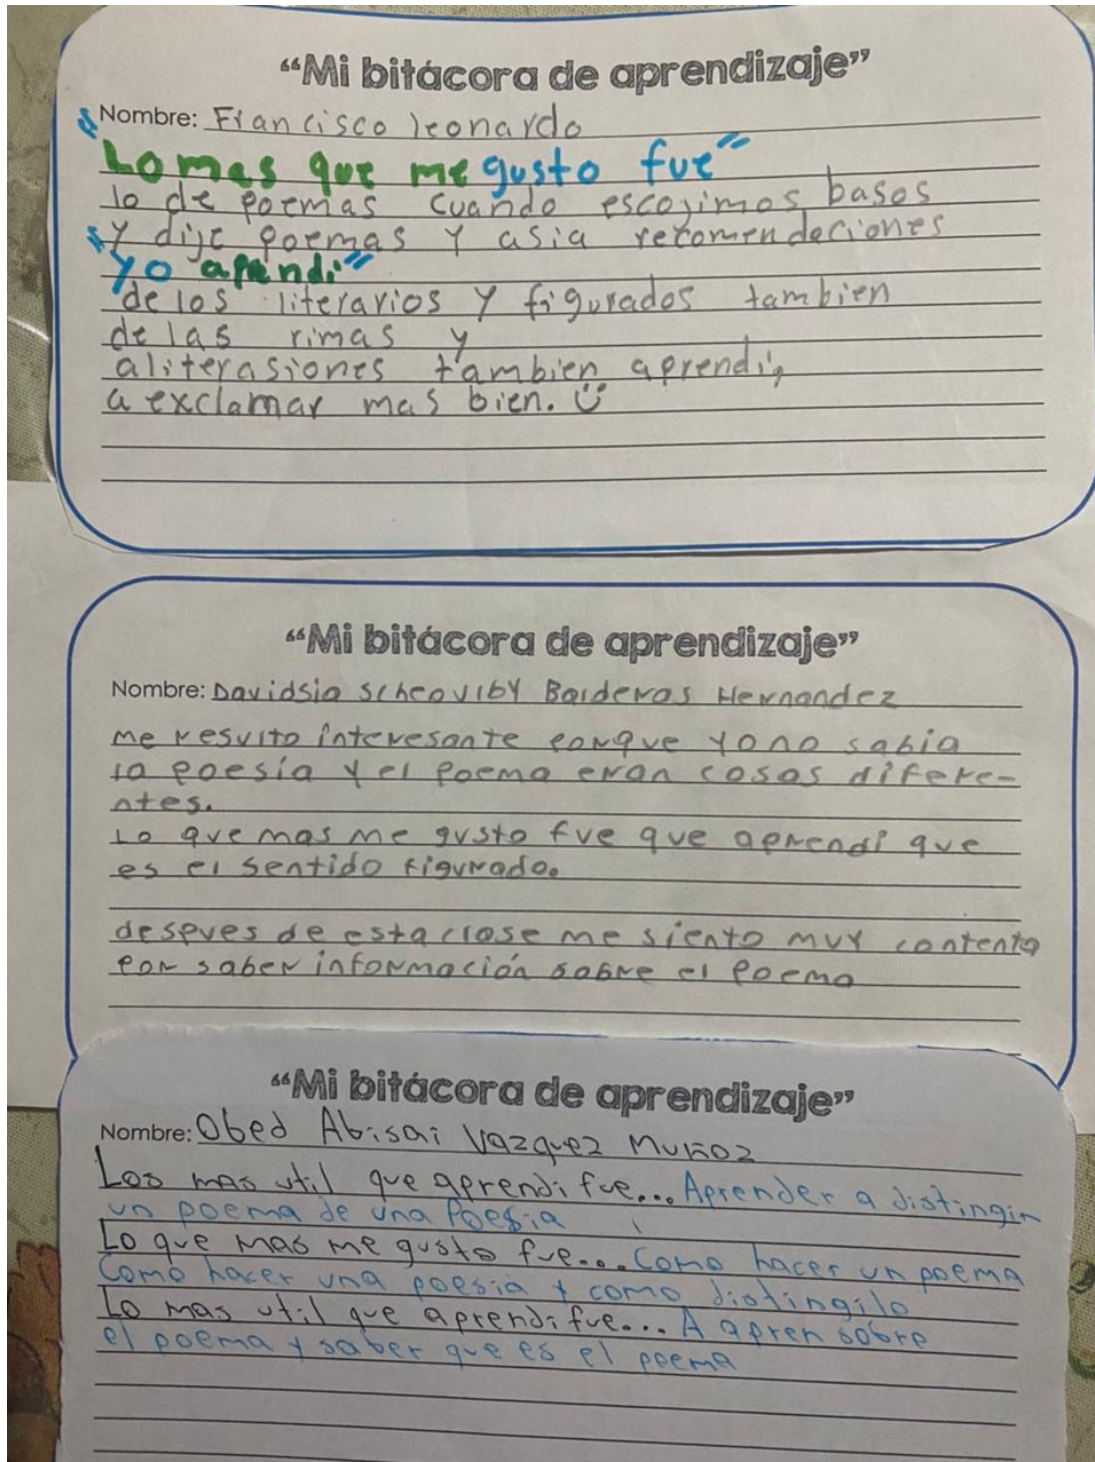 “Mi bitácora de aprendizaje”
Nombre: Francisco leonardo
"Lo mas que me gusto fue"
lo de poemas cuando escojimos basos
y dije poemas y asia recomendaciones
"yo aprendi"
de los literarios y figurados tambien
de las rimas y
aliterasiones tambien aprendi,
a exclamar mas bien.
“Mi bitácora de aprendizaje”
Nombre: Davidsia Scheoviby Balderas Hernandez
me resulto interesante porque yo no sabia
la poesía y el poema eran cosas difere-
ntes.
Lo que mas me gusto fue que aprendi que
es el sentido figurado.
despues de esta clase me siento muy contenta
por saber información sobre el poema
“Mi bitácora de aprendizaje”
Nombre: Obed Abisai Vazquez Muñoz
Los mas util que aprendi fue... Aprender a distingir
un poema de una Poesia
Lo que mas me gusto fue... Como hacer un poema
Como hacer una poesia y como distingilo
Lo mas util que aprendi fue... A apren sobre
el poema y saber que es el poema